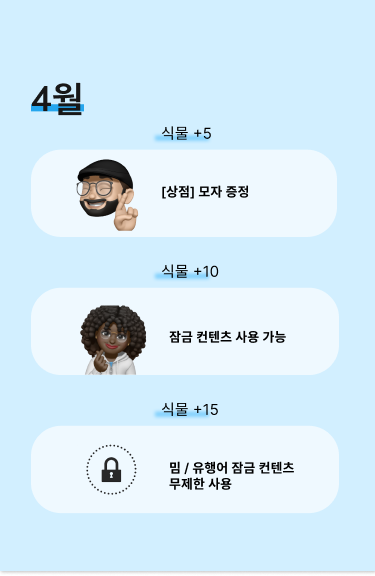 4월
식물 +5
[상점] 모자 증정
식물 +10
잠금 컨텐츠 사용 가능
식물 +15
밈 / 유행어 잠금 컨텐츠
무제한 사용